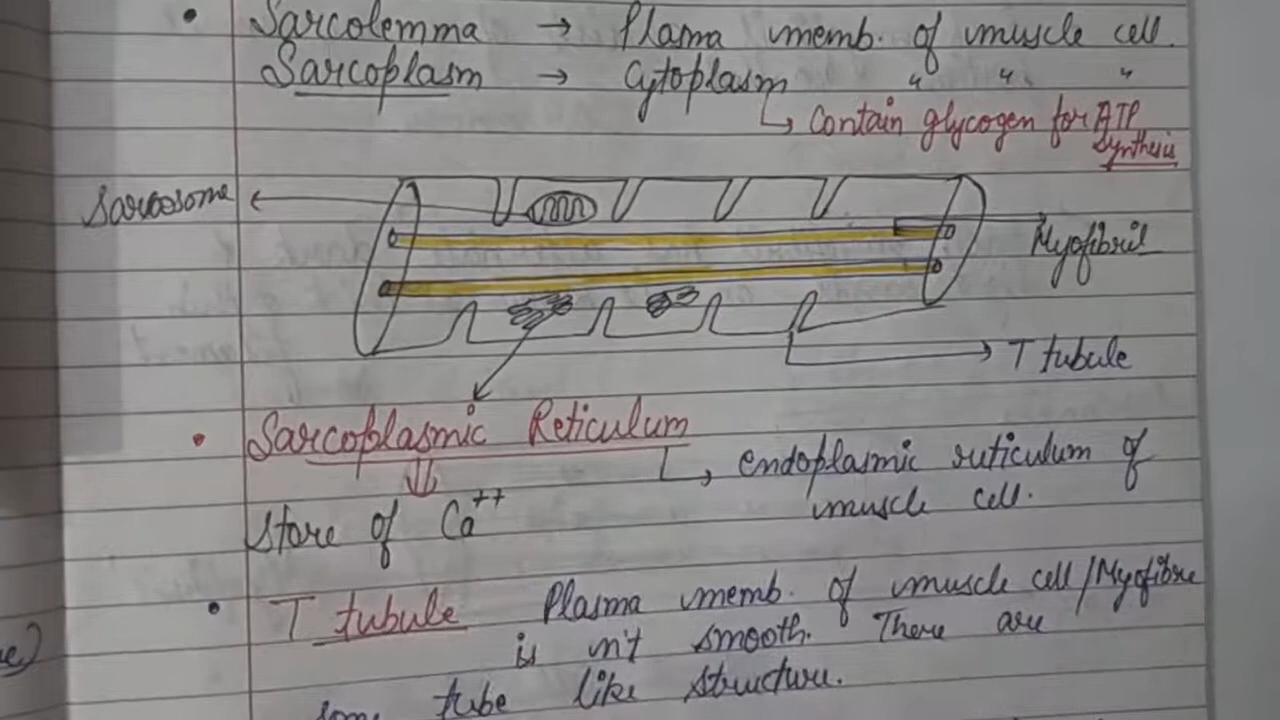 • Sarcolemma → Plasma memb. of muscle cell.
Sarcoplasm → Cytoplasm " " "
↳ Contain glycogen for ATP
Synthesis
Sarcosome
Myofibril
T tubule
• Sarcoplasmic Reticulum
↳ endoplasmic reticulum of
muscle cell.
⇓
Store of Ca++
• T tubule Plasma memb. of muscle cell/Myofibre
is n't smooth. There are
some tube like structure.